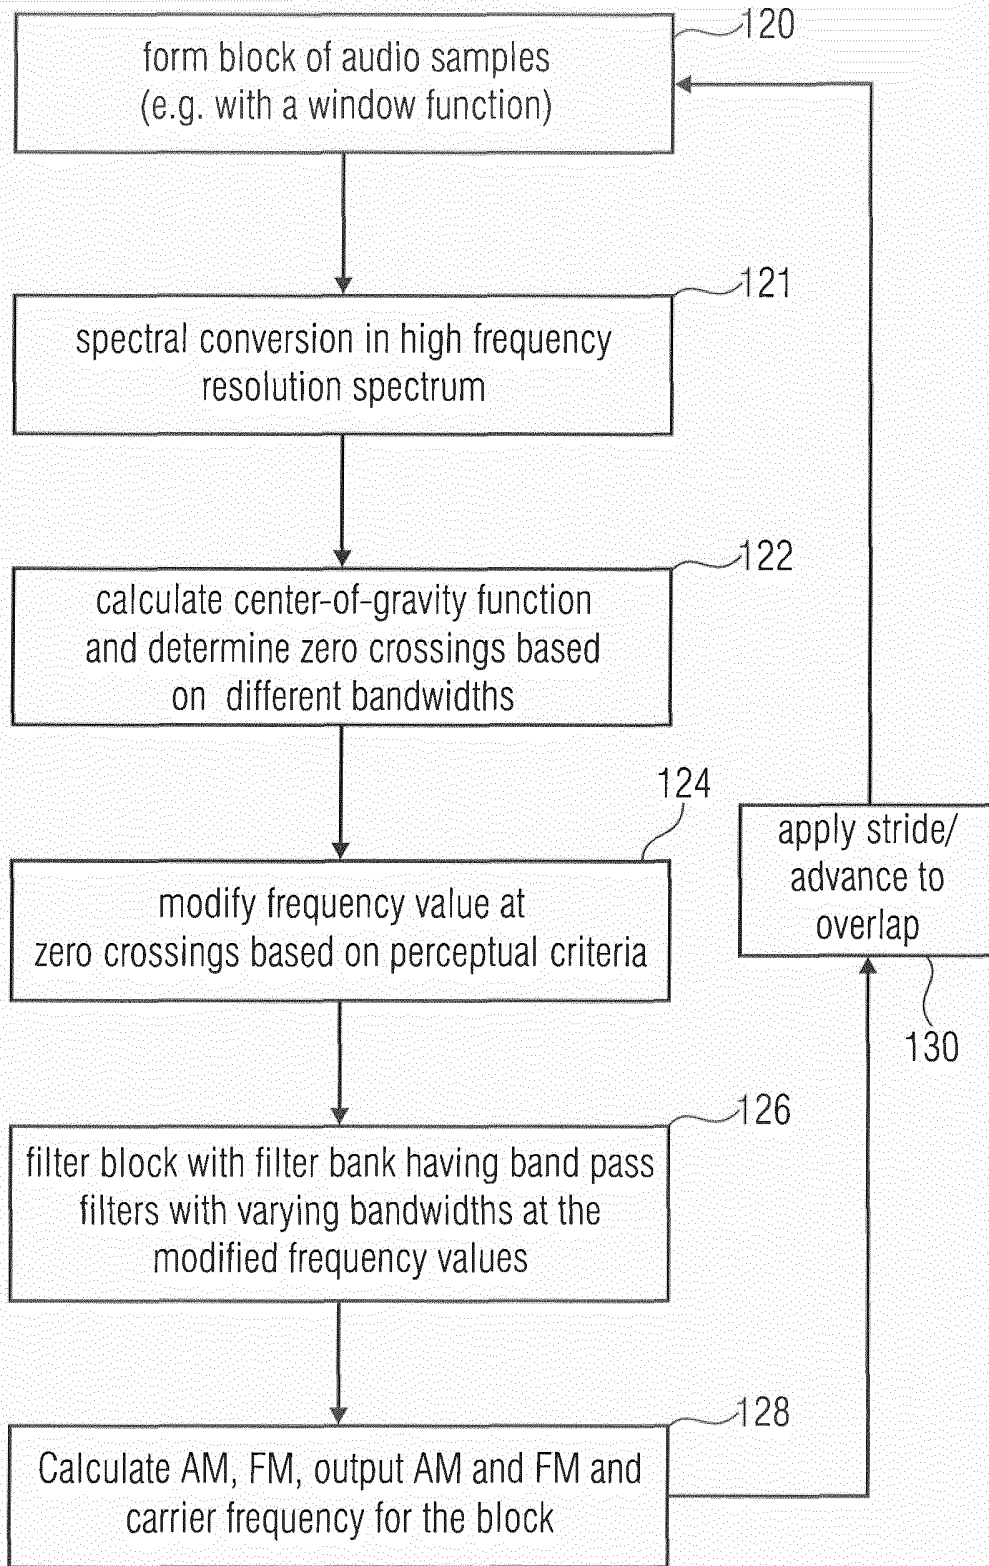 120
form block of audio samples
(e.g. with a window function)
121
spectral conversion in high frequency
resolution spectrum
122
calculate center-of-gravity function
and determine zero crossings based
on different bandwidths
124
modify frequency value at
zero crossings based on perceptual criteria
apply stride/
advance to
overlap
130
126
filter block with filter bank having band pass
filters with varying bandwidths at the
modified frequency values
128
Calculate AM, FM, output AM and FM and
carrier frequency for the block